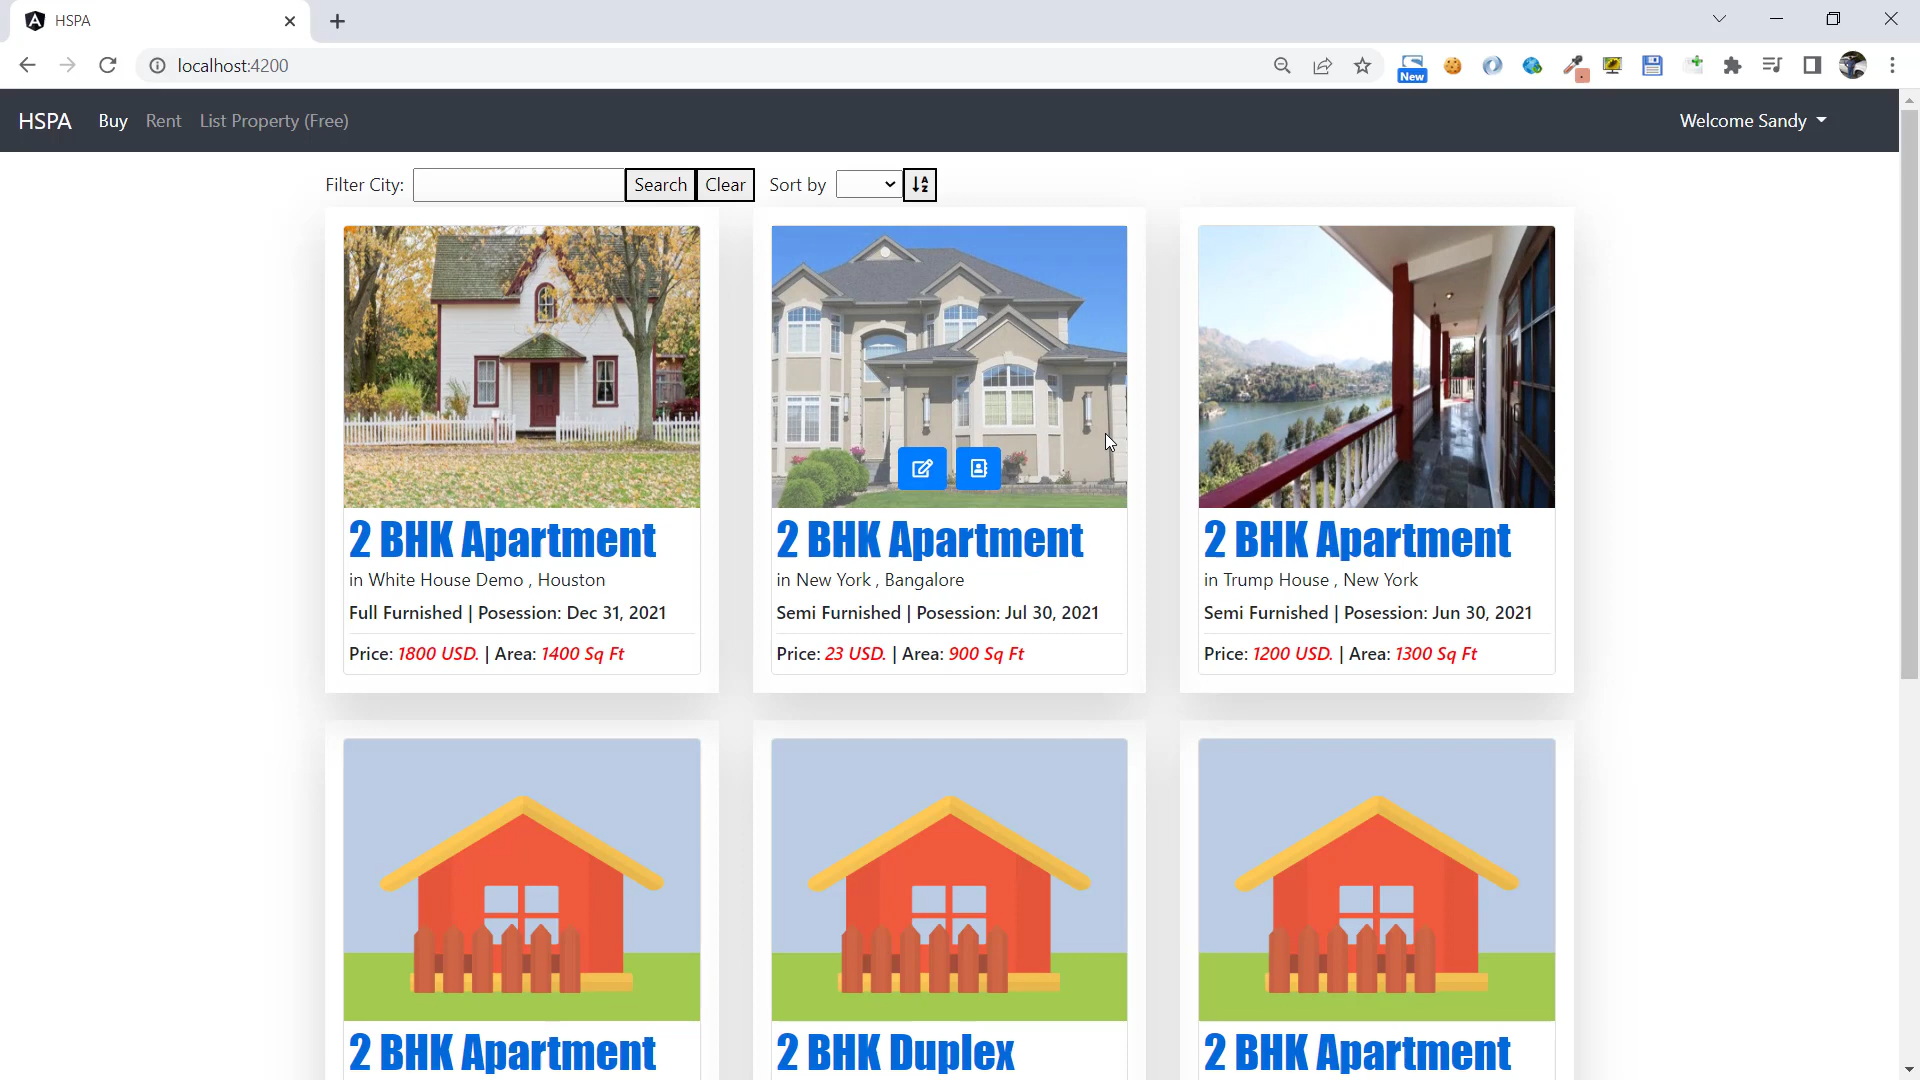 HSPA
localhost:4200
New
HSPA Buy Rent List Property (Free) Welcome Sandy
Filter City: Search Clear Sort by
2 BHK Apartment
in White House Demo , Houston
Full Furnished | Posession: Dec 31, 2021
Price: 1800 USD. | Area: 1400 Sq Ft
2 BHK Apartment
in New York , Bangalore
Semi Furnished | Posession: Jul 30, 2021
Price: 23 USD. | Area: 900 Sq Ft
2 BHK Apartment
in Trump House , New York
Semi Furnished | Posession: Jun 30, 2021
Price: 1200 USD. | Area: 1300 Sq Ft
2 BHK Apartment
2 BHK Duplex
2 BHK Apartment